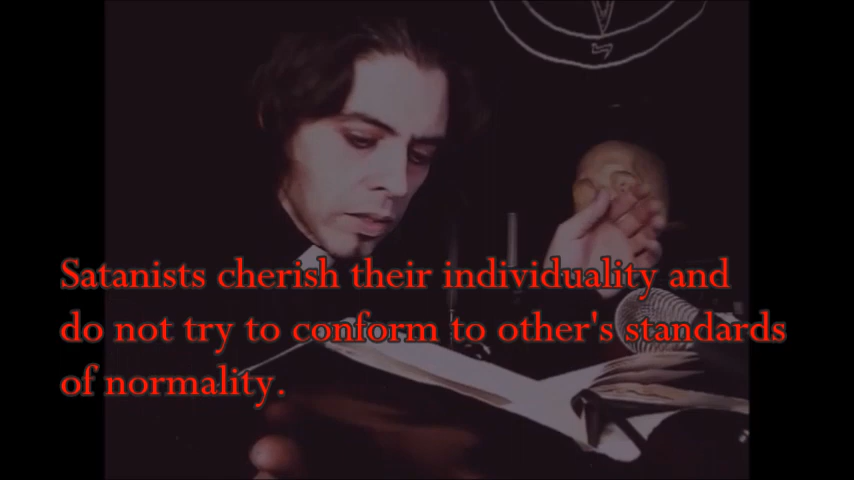 Satanists cherish their individuality and
do not try to conform to other's standards
of normality.